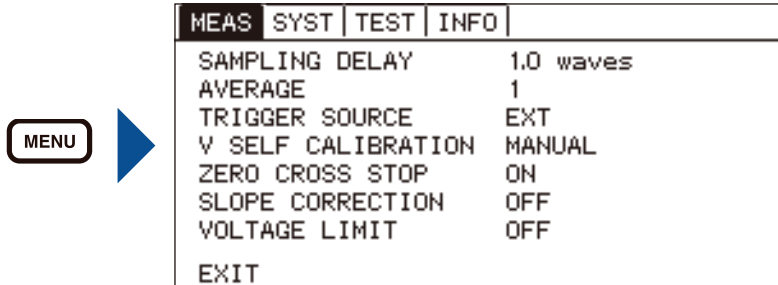 MENU
MEAS SYST TEST INFO
SAMPLING DELAY 1.0 waves
AVERAGE 1
TRIGGER SOURCE EXT
V SELF CALIBRATION MANUAL
ZERO CROSS STOP ON
SLOPE CORRECTION OFF
VOLTAGE LIMIT OFF
EXIT